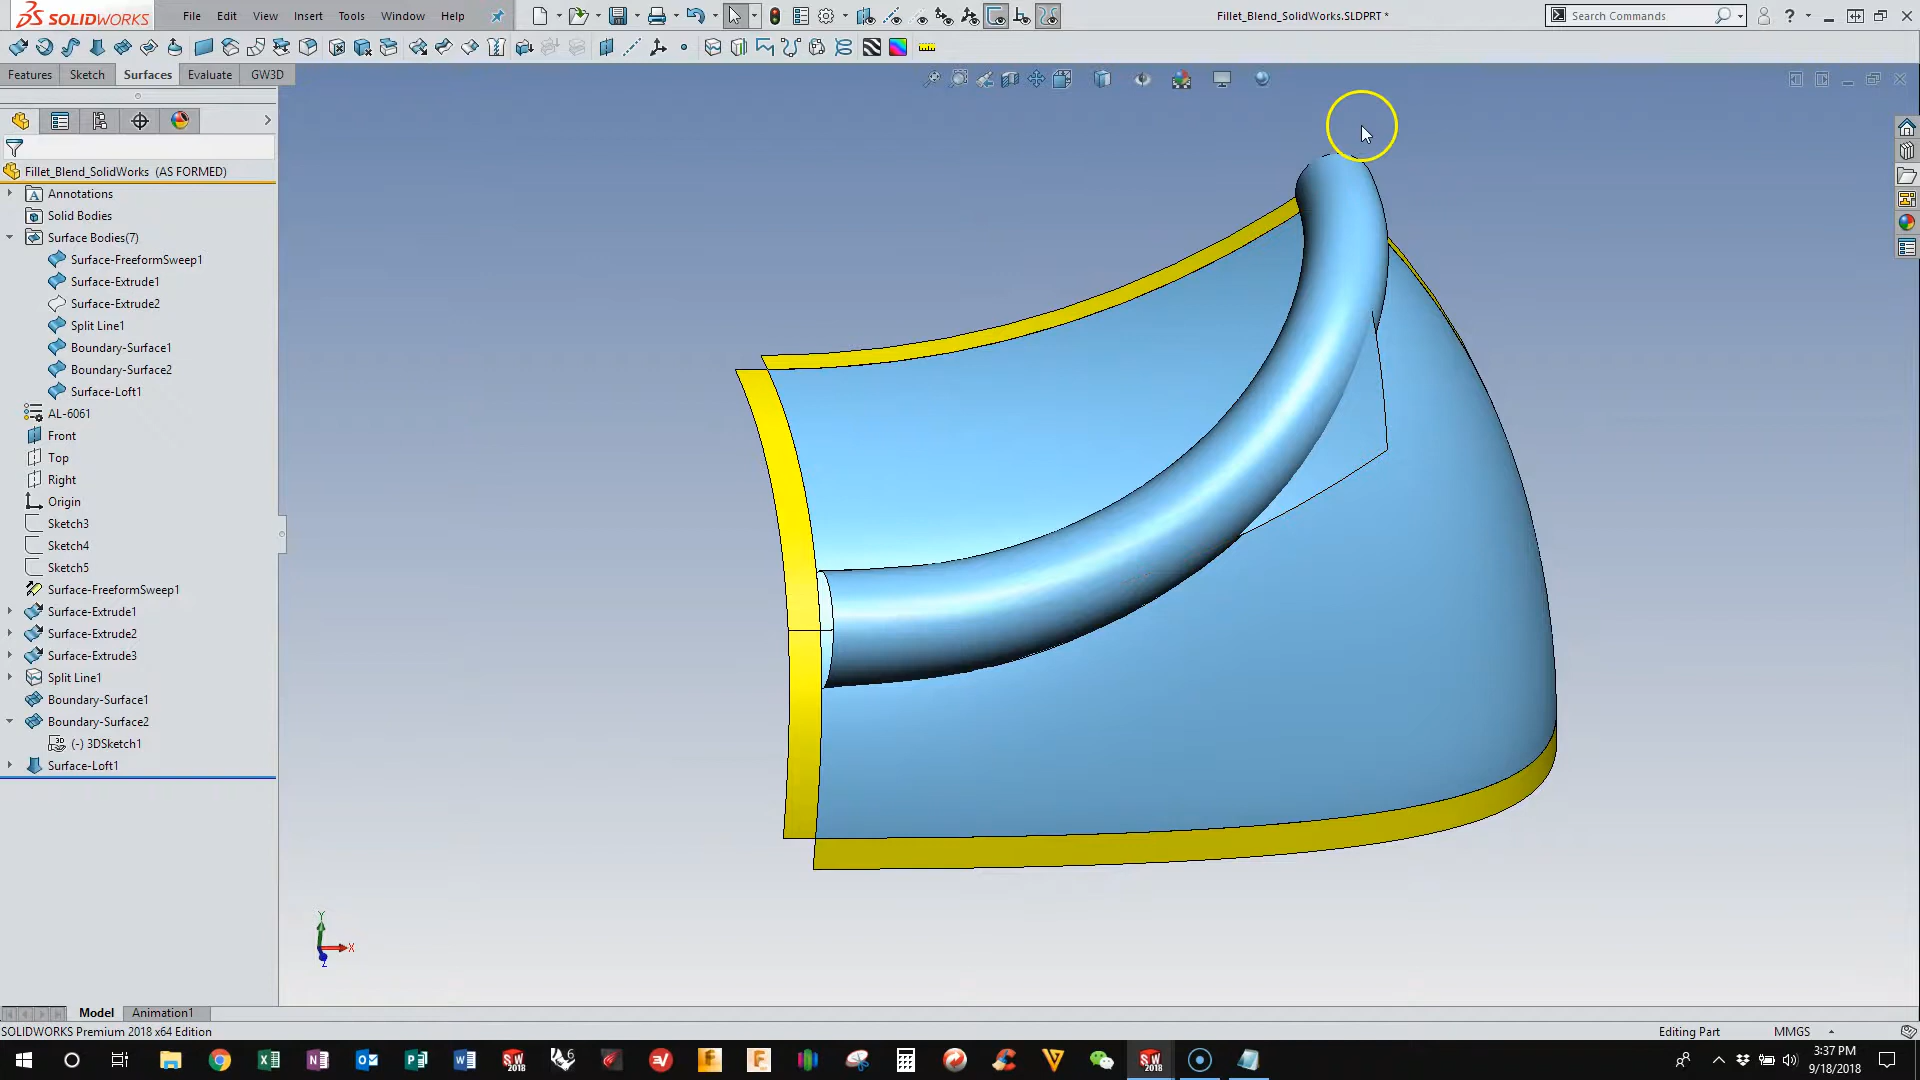 SOLIDWORKS File Edit View Insert Tools Window Help
Fillet_Blend_SolidWorks.SLDPRT *
Search Commands
Features Sketch Surfaces Evaluate GW3D
Fillet_Blend_SolidWorks (AS FORMED)
Annotations
Solid Bodies
Surface Bodies(7)
Surface-FreeformSweep1
Surface-Extrude1
Surface-Extrude2
Split Line1
Boundary-Surface1
Boundary-Surface2
Surface-Loft1
AL-6061
Front
Top
Right
Origin
Sketch3
Sketch4
Sketch5
Surface-FreeformSweep1
Surface-Extrude1
Surface-Extrude2
Surface-Extrude3
Split Line1
Boundary-Surface1
Boundary-Surface2
(-) 3DSketch1
Surface-Loft1
Y
X
Z
Model Animation1
SOLIDWORKS Premium 2018 x64 Edition
Editing Part
MMGS
3:37 PM
9/18/2018